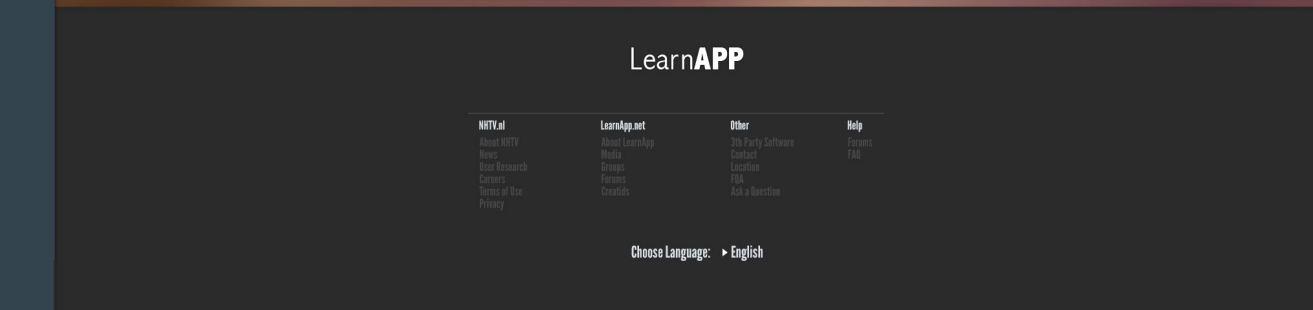 LearnAPP
NHTV.nl
About NHTV
News
User Research
Careers
Terms of Use
Privacy
LearnApp.net
About LearnApp
Media
Groups
Forums
Creatids
Other
3th Party Software
Contact
Location
FQA
Ask a Question
Help
Forums
FAQ
Choose Language: English